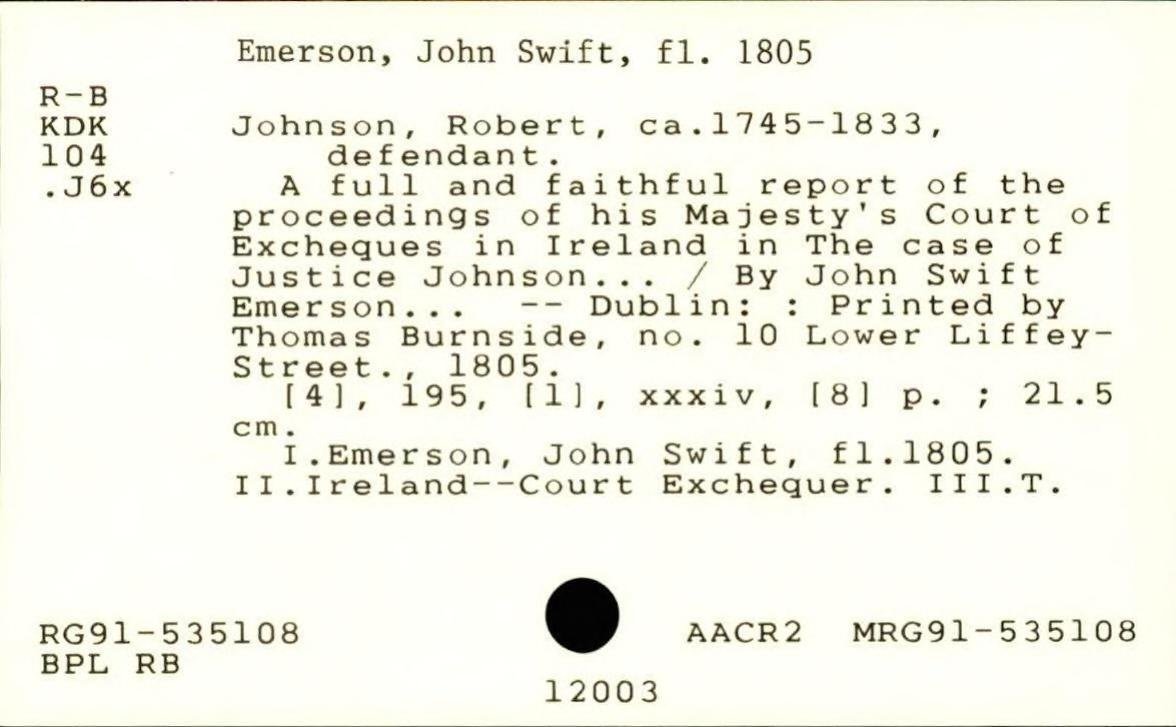 Emerson, John Swift, fl. 1805
R-B
KDK
104
.J6x
Johnson, Robert, ca.1745-1833,
defendant.
A full and faithful report of the
proceedings of his Majesty's Court of
Excheques in Ireland in The case of
Justice Johnson... / By John Swift
Emerson... -- Dublin: : Printed by
Thomas Burnside, no. 10 Lower Liffey-
Street., 1805.
[4], 195, [1], xxxiv, [8] p. ; 21.5
cm.
I.Emerson, John Swift, fl.1805.
II.Ireland--Court Exchequer. III.T.
RG91-535108
AACR2 MRG91-535108
BPL RB
12003